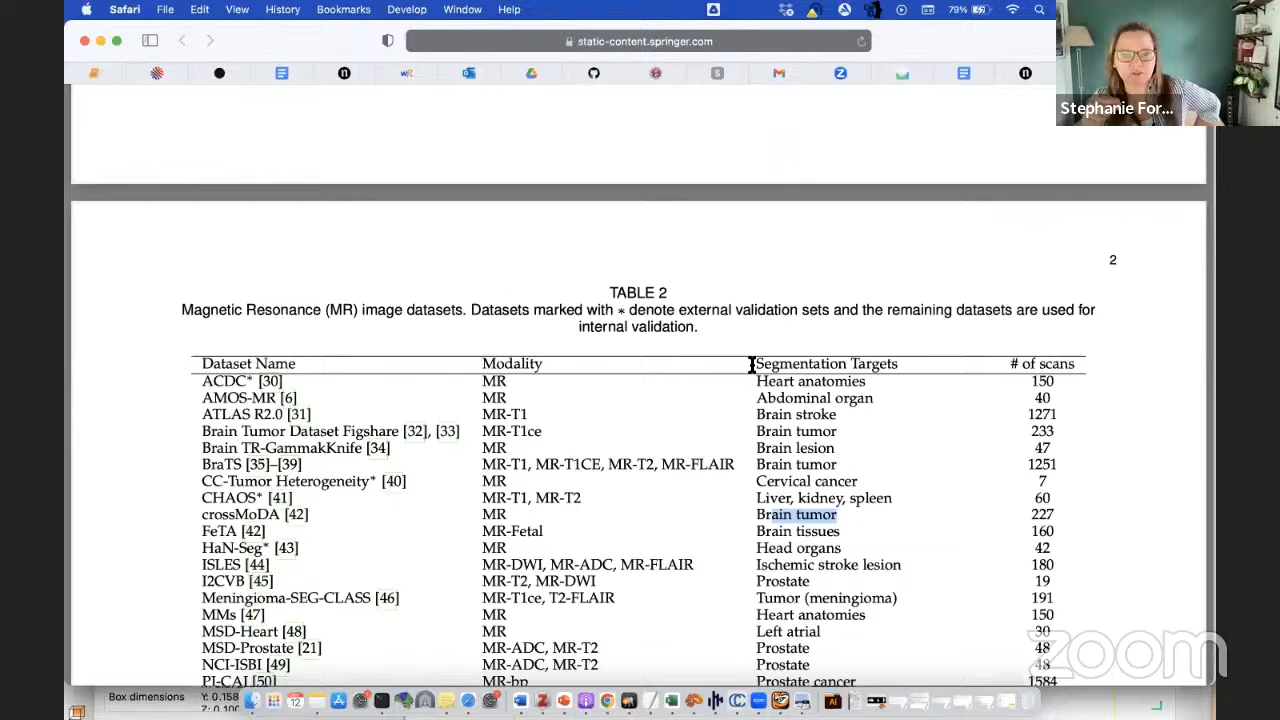 Safari File Edit View History Bookmarks Develop Window Help 79%
static-content.springer.com
Stephanie For...
2
TABLE 2
Magnetic Resonance (MR) image datasets. Datasets marked with * denote external validation sets and the remaining datasets are used for
internal validation.
Dataset Name Modality Segmentation Targets # of scans
ACDC* [30] MR Heart anatomies 150
AMOS-MR [6] MR Abdominal organ 40
ATLAS R2.0 [31] MR-T1 Brain stroke 1271
Brain Tumor Dataset Figshare [32], [33] MR-T1ce Brain tumor 233
Brain TR-GammakKnife [34] MR Brain lesion 47
BraTS [35]–[39] MR-T1, MR-T1CE, MR-T2, MR-FLAIR Brain tumor 1251
CC-Tumor Heterogeneity* [40] MR Cervical cancer 7
CHAOS* [41] MR-T1, MR-T2 Liver, kidney, spleen 60
crossMoDA [42] MR Brain tumor 227
FeTA [42] MR-Fetal Brain tissues 160
HaN-Seg* [43] MR Head organs 42
ISLES [44] MR-DWI, MR-ADC, MR-FLAIR Ischemic stroke lesion 180
I2CVB [45] MR-T2, MR-DWI Prostate 19
Meningioma-SEG-CLASS [46] MR-T1ce, T2-FLAIR Tumor (meningioma) 191
MMs [47] MR Heart anatomies 150
MSD-Heart [48] MR Left atrial 30
MSD-Prostate [21] MR-ADC, MR-T2 Prostate 48
NCI-ISBI [49] MR-ADC, MR-T2 Prostate 48
PI-CAI [50] MR-bp Prostate cancer 1584
zoom
Box dimensions Y: 0.158